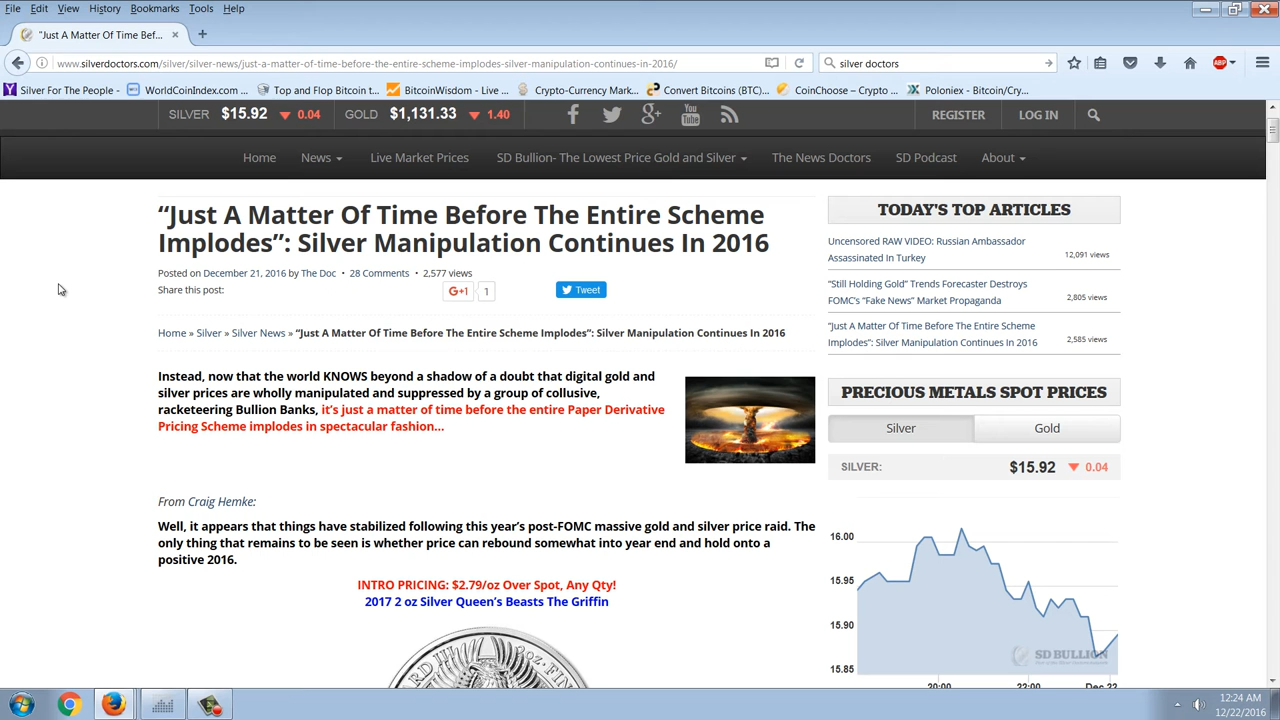 File Edit View History Bookmarks Tools Help
"Just A Matter Of Time Bef...
www.silverdoctors.com/silver/silver-news/just-a-matter-of-time-before-the-entire-scheme-implodes-silver-manipulation-continues-in-2016/
silver doctors
ABP
Silver For The People - WorldCoinIndex.com ... Top and Flop Bitcoin t... BitcoinWisdom - Live ... Crypto-Currency Mark... Convert Bitcoins (BTC)... CoinChoose – Crypto ... Poloniex - Bitcoin/Cry...
SILVER $15.92 0.04 GOLD $1,131.33 1.40 REGISTER LOG IN
Home News Live Market Prices SD Bullion- The Lowest Price Gold and Silver The News Doctors SD Podcast About
“Just A Matter Of Time Before The Entire Scheme
Implodes”: Silver Manipulation Continues In 2016
Posted on December 21, 2016 by The Doc • 28 Comments • 2,577 views
Share this post:
G+1 1 Tweet
Home » Silver » Silver News » “Just A Matter Of Time Before The Entire Scheme Implodes”: Silver Manipulation Continues In 2016
Instead, now that the world KNOWS beyond a shadow of a doubt that digital gold and
silver prices are wholly manipulated and suppressed by a group of collusive,
racketeering Bullion Banks, it’s just a matter of time before the entire Paper Derivative
Pricing Scheme implodes in spectacular fashion…
From Craig Hemke:
Well, it appears that things have stabilized following this year’s post-FOMC massive gold and silver price raid. The
only thing that remains to be seen is whether price can rebound somewhat into year end and hold onto a
positive 2016.
INTRO PRICING: $2.79/oz Over Spot, Any Qty!
2017 2 oz Silver Queen’s Beasts The Griffin
TODAY'S TOP ARTICLES
Uncensored RAW VIDEO: Russian Ambassador
Assassinated In Turkey
12,091 views
“Still Holding Gold” Trends Forecaster Destroys
FOMC’s “Fake News” Market Propaganda
2,805 views
“Just A Matter Of Time Before The Entire Scheme
Implodes”: Silver Manipulation Continues In 2016
2,585 views
PRECIOUS METALS SPOT PRICES
Silver Gold
SILVER: $15.92 0.04
16.00
15.95
15.90
15.85
SD BULLION
20:00 22:00 Dec 22
12:24 AM
12/22/2016